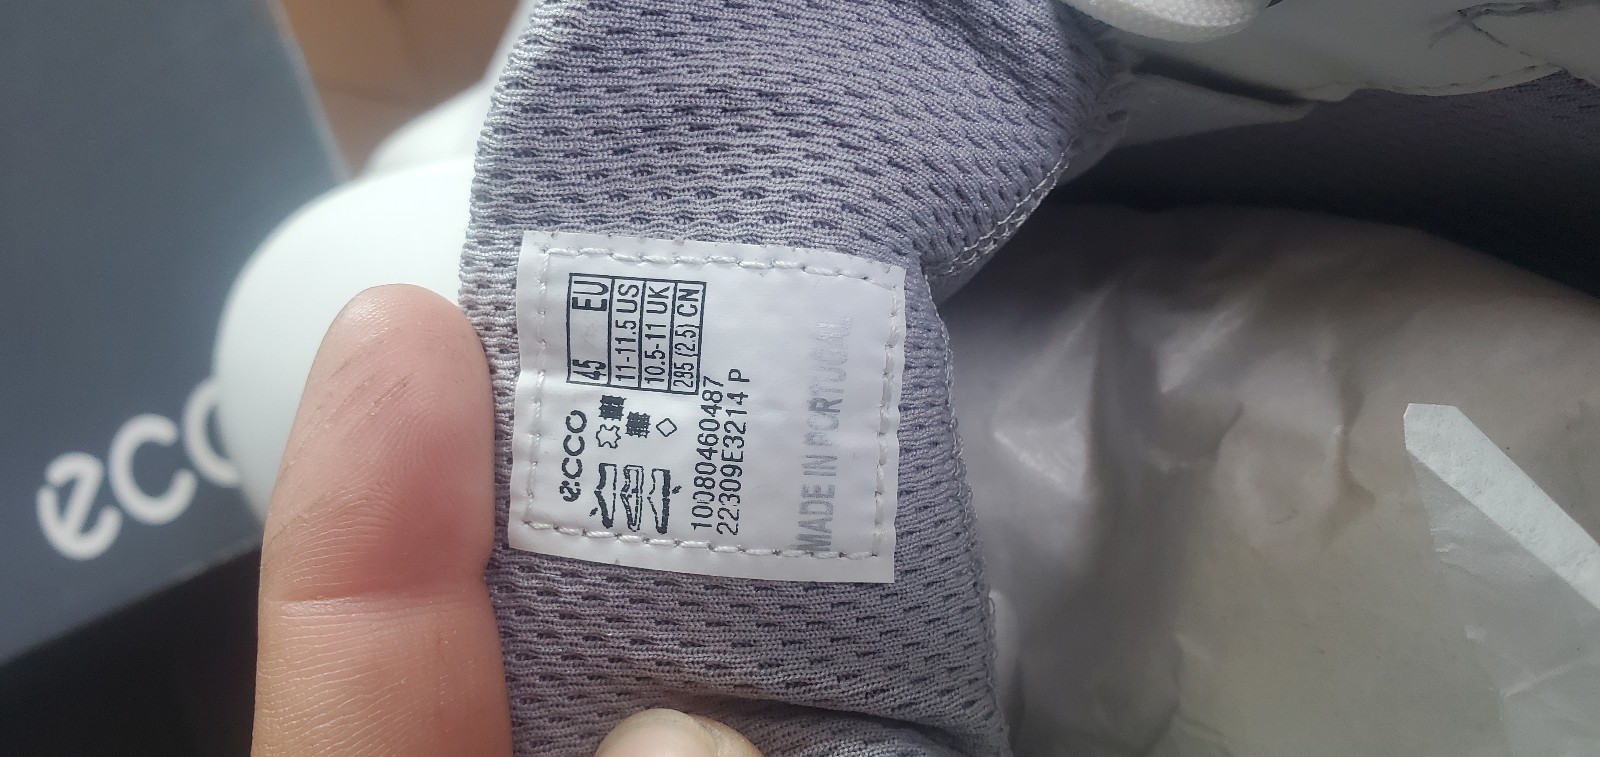 ecco
ecco
45 EU
11-11.5 US
10.5-11 UK
285 (2.5) CN
10080460487
22309E3214 P
MADE IN PORTUGAL